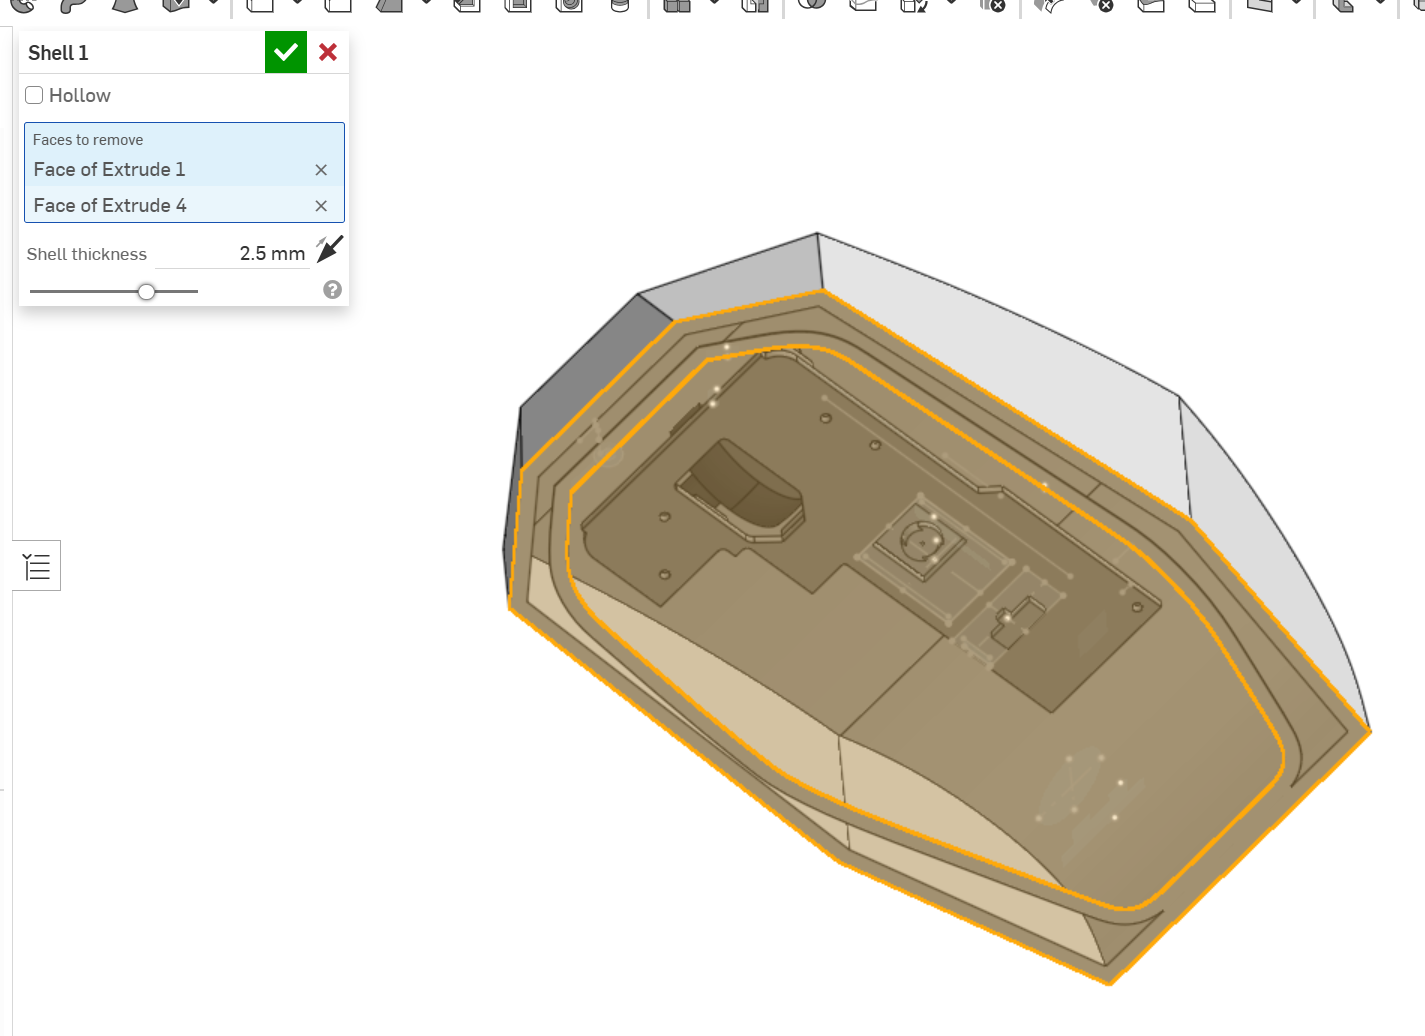 Shell 1
Hollow
Faces to remove
Face of Extrude 1
Face of Extrude 4
Shell thickness 2.5 mm